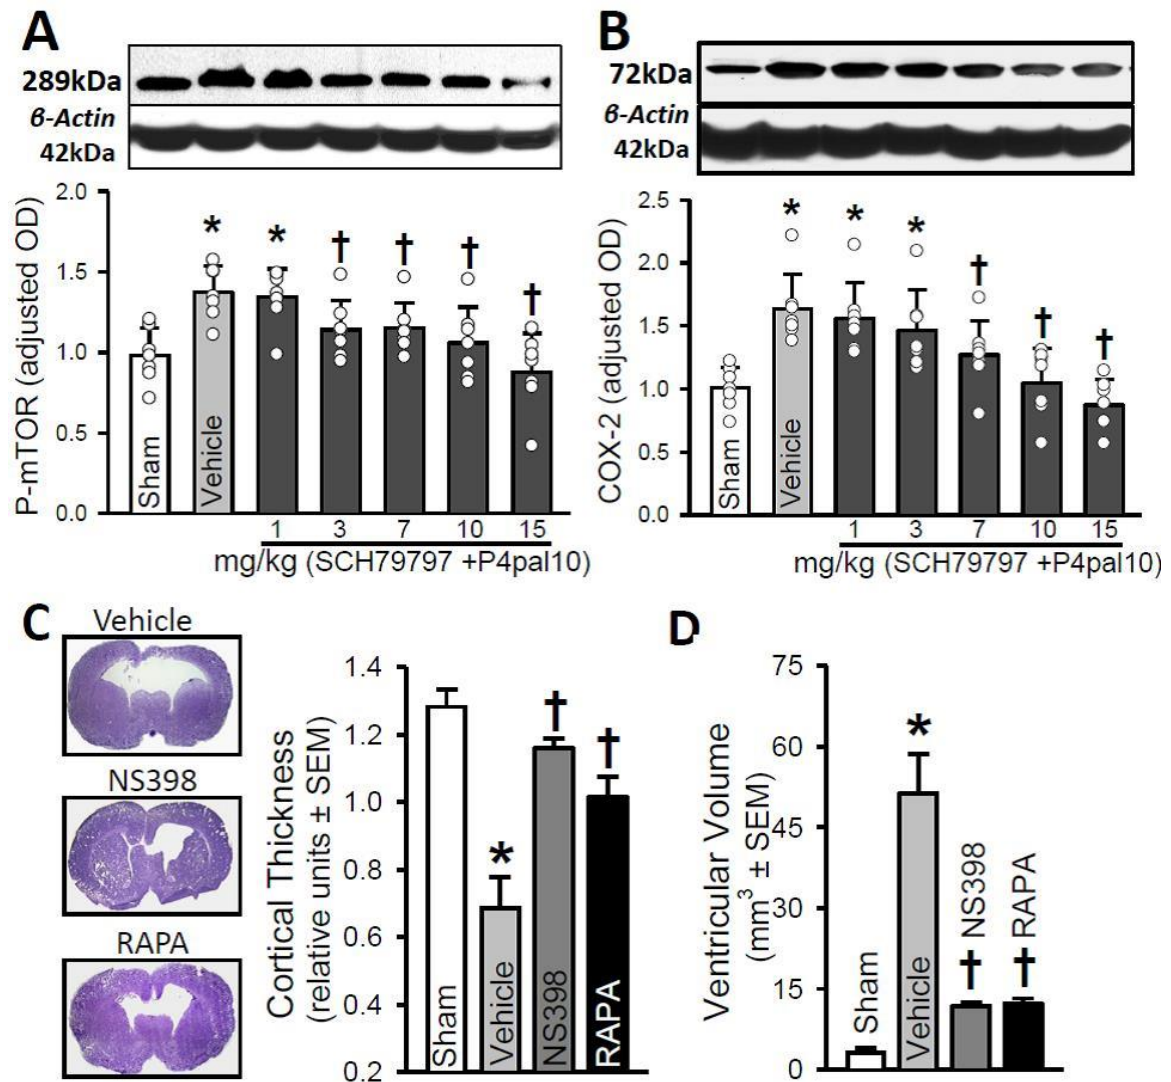 A
289kDa
β-Actin
42kDa
P-mTOR (adjusted OD)
2.0
1.5
1.0
0.5
0.0
* * † † † †
Sham
Vehicle
1 3 7 10 15
mg/kg (SCH79797 +P4pal10)
B
72kDa
β-Actin
42kDa
COX-2 (adjusted OD)
2.5
2.0
1.5
1.0
0.5
0.0
* * * † † †
Sham
Vehicle
1 3 7 10 15
mg/kg (SCH79797 +P4pal10)
C
Vehicle
NS398
RAPA
Cortical Thickness
(relative units ± SEM)
1.4
1.2
1.0
0.8
0.6
0.4
0.2
* † †
Sham
Vehicle
NS398
RAPA
D
Ventricular Volume
(mm³ ± SEM)
75
60
45
30
15
0
* † †
Sham
Vehicle
NS398
RAPA